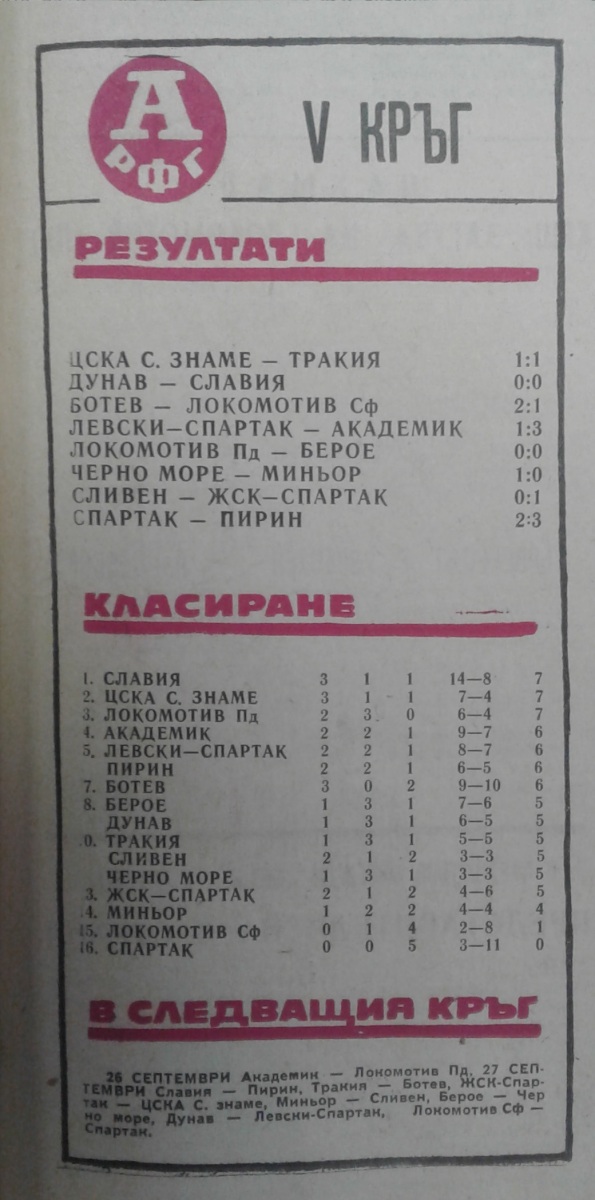 А
РФГ
V КРЪГ
РЕЗУЛТАТИ
ЦСКА С. ЗНАМЕ — ТРАКИЯ 1:1
ДУНАВ — СЛАВИЯ 0:0
БОТЕВ — ЛОКОМОТИВ Сф 2:1
ЛЕВСКИ—СПАРТАК — АКАДЕМИК 1:3
ЛОКОМОТИВ Пд — БЕРОЕ 0:0
ЧЕРНО МОРЕ — МИНЬОР 1:0
СЛИВЕН — ЖСК—СПАРТАК 0:1
СПАРТАК — ПИРИН 2:3
КЛАСИРАНЕ
1. СЛАВИЯ 3 1 1 14—8 7
2. ЦСКА С. ЗНАМЕ 3 1 1 7—4 7
3. ЛОКОМОТИВ Пд 2 3 0 6—4 7
4. АКАДЕМИК 2 2 1 9—7 6
5. ЛЕВСКИ—СПАРТАК 2 2 1 8—7 6
ПИРИН 2 2 1 6—5 6
7. БОТЕВ 3 0 2 9—10 6
8. БЕРОЕ 1 3 1 7—6 5
ДУНАВ 1 3 1 6—5 5
0. ТРАКИЯ 1 3 1 5—5 5
СЛИВЕН 2 1 2 3—3 5
ЧЕРНО МОРЕ 1 3 1 3—3 5
3. ЖСК—СПАРТАК 2 1 2 4—6 5
4. МИНЬОР 1 2 2 4—4 4
15. ЛОКОМОТИВ Сф 0 1 4 2—8 1
16. СПАРТАК 0 0 5 3—11 0
В СЛЕДВАЩИЯ КРЪГ
26 СЕПТЕМВРИ Академик — Локомотив Пд, 27 СЕП-
ТЕМВРИ Славия — Пирин, Тракия — Ботев, ЖСК-Спар-
так — ЦСКА С. знаме, Миньор — Сливен, Берое — Чер
но море, Дунав — Левски-Спартак, Локомотив Сф —
Спартак.